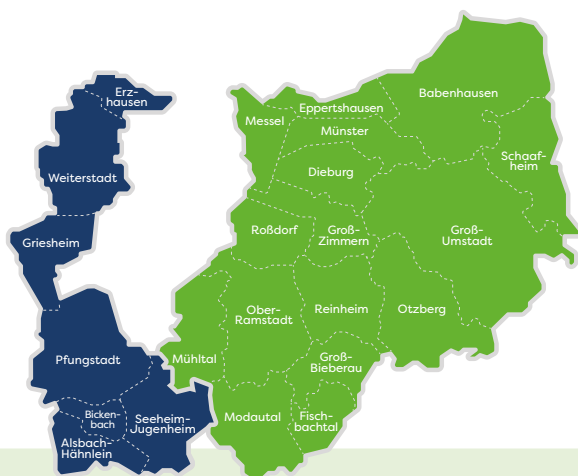 Erz-
hausen
Weiterstadt
Griesheim
Pfungstadt
Bicken-
bach
Alsbach-
Hähnlein
Seeheim-
Jugenheim
Babenhausen
Eppertshausen
Messel
Münster
Schaaf-
heim
Dieburg
Roßdorf
Groß-
Zimmern
Groß-
Umstadt
Ober-
Ramstadt
Reinheim
Otzberg
Mühltal
Groß-
Bieberau
Modautal
Fisch-
bachtal